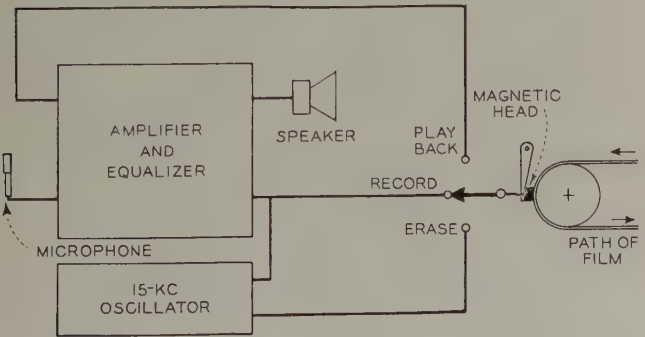 AMPLIFIER
AND
EQUALIZER
SPEAKER
MAGNETIC
HEAD
PLAY
BACK
RECORD
ERASE
MICROPHONE
15-KC
OSCILLATOR
PATH OF
FILM